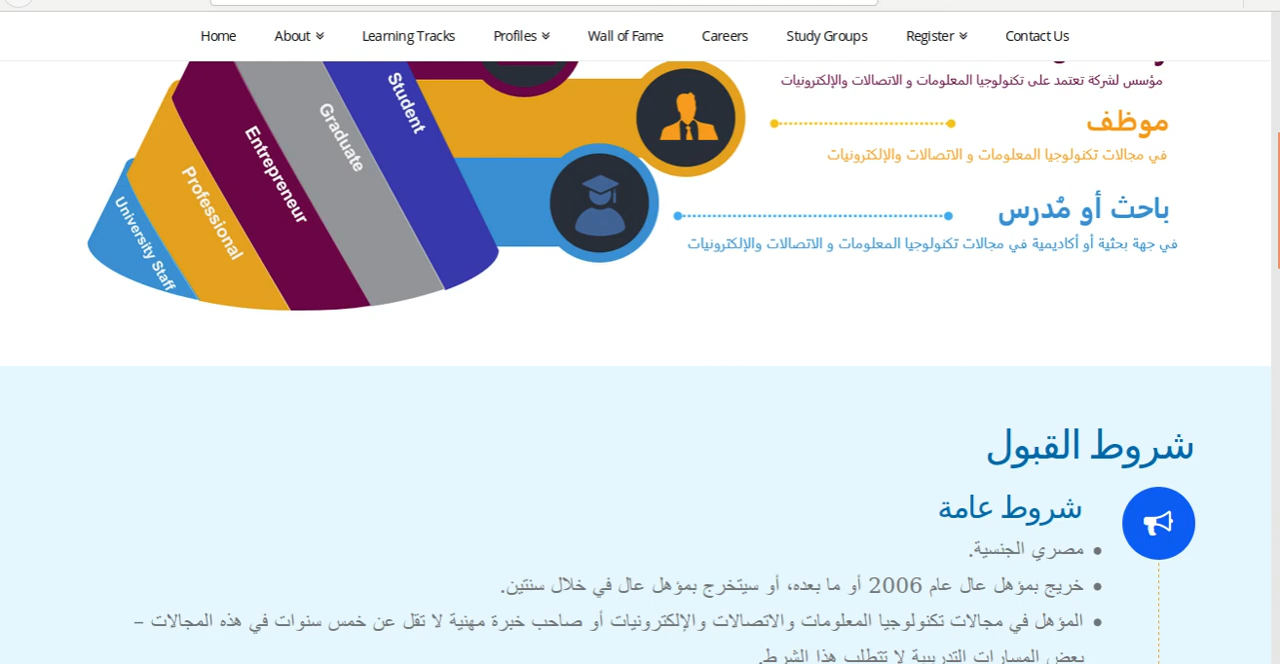 Home About Learning Tracks Profiles Wall of Fame Careers Study Groups Register Contact Us
مؤسس لشركة تعتمد على تكنولوجيا المعلومات و الاتصالات والإلكترونيات
موظف
في مجالات تكنولوجيا المعلومات و الاتصالات والإلكترونيات
باحث أو مُدرس
في جهة بحثية أو أكاديمية في مجالات تكنولوجيا المعلومات و الاتصالات والإلكترونيات
University Staff
Professional
Entrepreneur
Graduate
Student
شروط القبول
شروط عامة
مصري الجنسية.
خريج بمؤهل عال عام 2006 أو ما بعده، أو سيتخرج بمؤهل عال في خلال سنتين.
المؤهل في مجالات تكنولوجيا المعلومات والاتصالات والإلكترونيات أو صاحب خبرة مهنية لا تقل عن خمس سنوات في هذه المجالات –
بعض المسارات التدريبية لا تتطلب هذا الشرط.